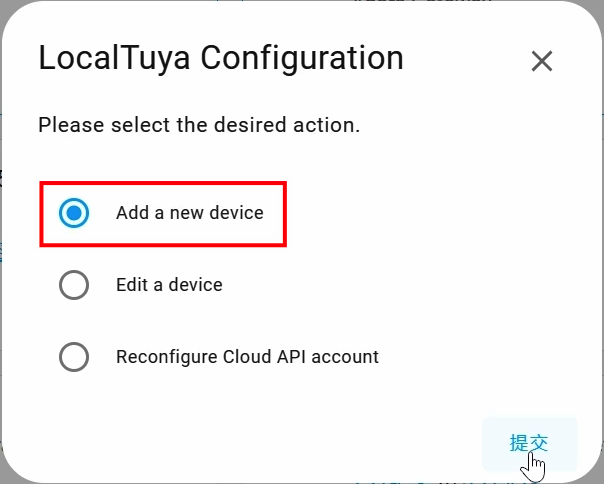 LocalTuya Configuration
Please select the desired action.
Add a new device
Edit a device
Reconfigure Cloud API account
提交